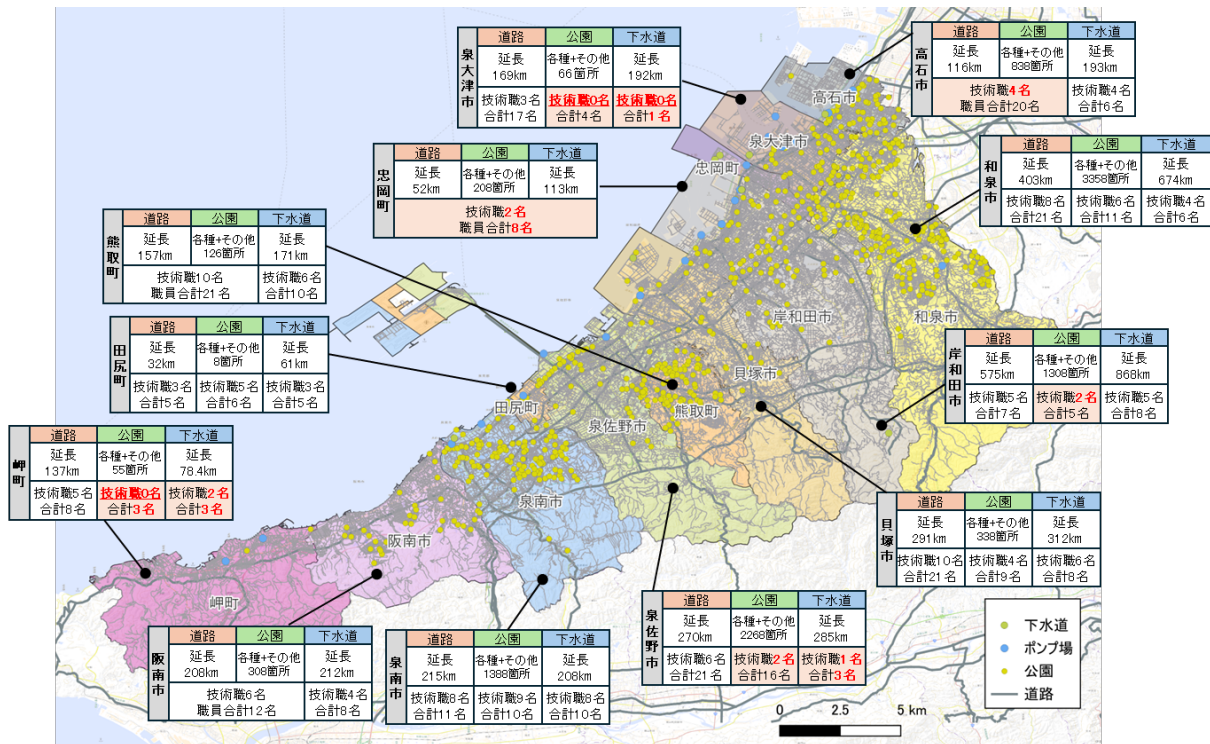 泉大津市
道路 公園 下水道
延長 各種+その他 延長
169km 66箇所 192km
技術職3名 技術職0名 技術職0名
合計17名 合計4名 合計1名
高石市
道路 公園 下水道
延長 各種+その他 延長
116km 838箇所 193km
技術職4名 技術職4名
職員合計20名 合計6名
忠岡町
道路 公園 下水道
延長 各種+その他 延長
52km 208箇所 113km
技術職2名
職員合計8名
和泉市
道路 公園 下水道
延長 各種+その他 延長
403km 3358箇所 674km
技術職8名 技術職6名 技術職4名
合計21名 合計11名 合計6名
熊取町
道路 公園 下水道
延長 各種+その他 延長
157km 126箇所 171km
技術職10名 技術職6名
職員合計21名 合計10名
田尻町
道路 公園 下水道
延長 各種+その他 延長
32km 8箇所 61km
技術職3名 技術職5名 技術職3名
合計5名 合計6名 合計5名
岸和田市
道路 公園 下水道
延長 各種+その他 延長
575km 1308箇所 868km
技術職5名 技術職2名 技術職5名
合計7名 合計5名 合計8名
岬町
道路 公園 下水道
延長 各種+その他 延長
137km 55箇所 78.4km
技術職5名 技術職0名 技術職2名
合計8名 合計3名 合計3名
貝塚市
道路 公園 下水道
延長 各種+その他 延長
291km 338箇所 312km
技術職10名 技術職4名 技術職6名
合計21名 合計9名 合計8名
阪南市
道路 公園 下水道
延長 各種+その他 延長
208km 308箇所 212km
技術職6名 技術職4名
職員合計12名 合計8名
泉南市
道路 公園 下水道
延長 各種+その他 延長
215km 1388箇所 208km
技術職8名 技術職9名 技術職8名
合計11名 合計10名 合計10名
泉佐野市
道路 公園 下水道
延長 各種+その他 延長
270km 2268箇所 285km
技術職6名 技術職2名 技術職1名
合計21名 合計16名 合計3名
高石市
泉大津市
忠岡町
和泉市
岸和田市
貝塚市
熊取町
田尻町
泉佐野市
泉南市
阪南市
岬町
下水道
ポンプ場
公園
道路
0 2.5 5 km